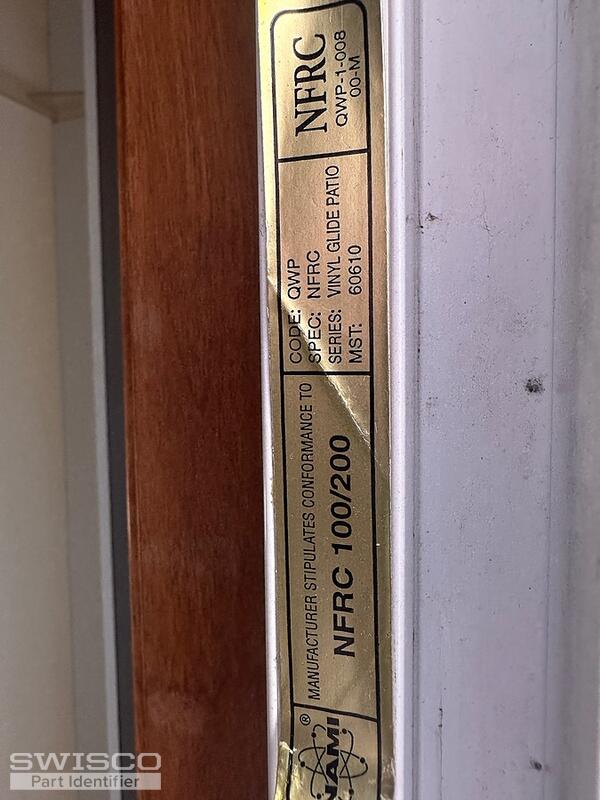 NAMI®
MANUFACTURER STIPULATES CONFORMANCE TO
NFRC 100/200
CODE: QWP
SPEC: NFRC
SERIES: VINYL GLIDE PATIO
MST: 60610
NFRC
QWP-1-008
00-M
SWISCO
Part Identifier